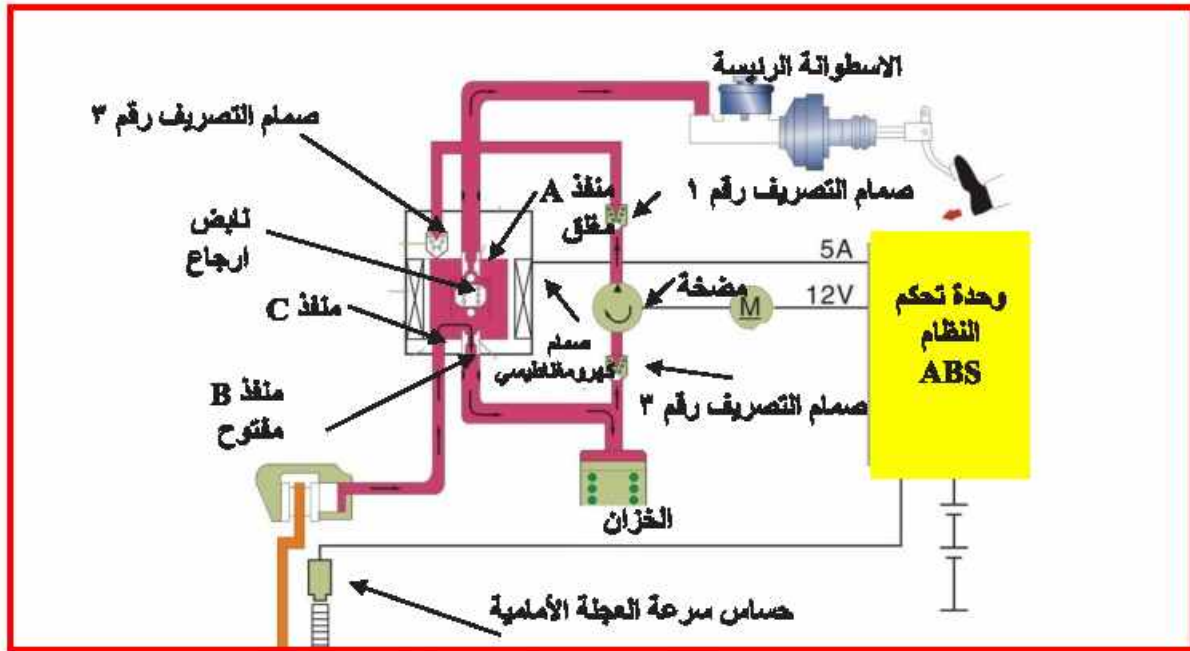 الاسطوانة الرئيسة
صمام التصريف رقم ٣
صمام التصريف رقم ١
منفذ A
مغلق
نابض
ارجاع
5A
12V
M
وحدة تحكم
النظام
ABS
مضخة
منفذ C
صمام
كهرومغناطيسي
منفذ B
مفتوح
صمام التصريف رقم ٣
الخزان
حساس سرعة العجلة الأمامية